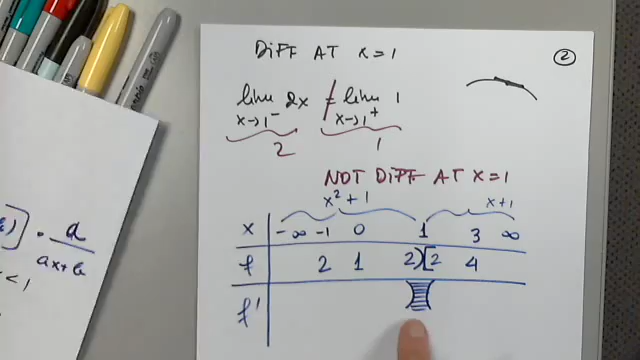 DIFF AT x=1
2
lim 2x ≠ lim 1
x→1⁻ x→1⁺
2 1
NOT DIFF AT x=1
x²+1 x+1
x -∞ -1 0 1 3 ∞
f 2 1 2)[2 4
f'
] · a
ax+b
< 1